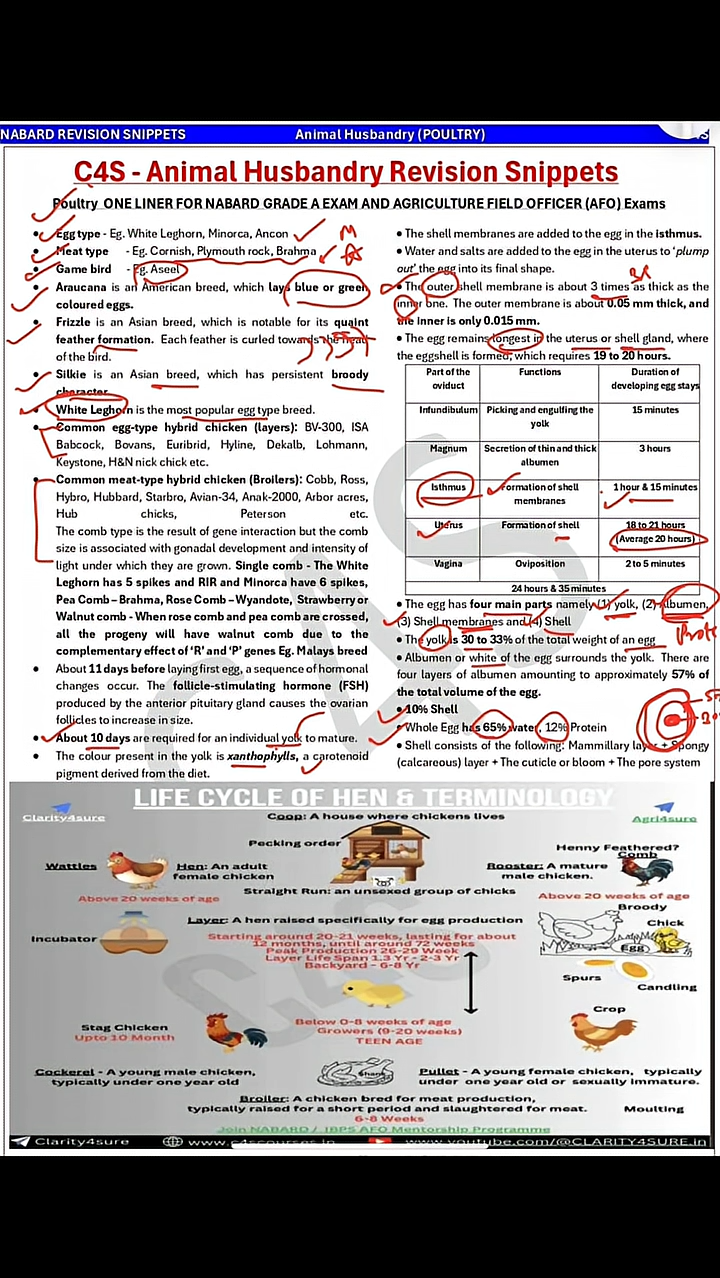 NABARD REVISION SNIPPETS Animal Husbandry (POULTRY)
C4S - Animal Husbandry Revision Snippets
Poultry ONE LINER FOR NABARD GRADE A EXAM AND AGRICULTURE FIELD OFFICER (AFO) Exams
• Egg type - Eg. White Leghorn, Minorca, Ancon
• Meat type - Eg. Cornish, Plymouth rock, Brahma
• Game bird - Eg. Aseel
• Araucana is an American breed, which lays blue or green
coloured eggs.
• Frizzle is an Asian breed, which is notable for its quaint
feather formation. Each feather is curled towards the head
of the bird.
• Silkie is an Asian breed, which has persistent broody
character.
• White Leghorn is the most popular egg type breed.
• Common egg-type hybrid chicken (layers): BV-300, ISA
Babcock, Bovans, Euribrid, Hyline, Dekalb, Lohmann,
Keystone, H&N nick chick etc.
• Common meat-type hybrid chicken (Broilers): Cobb, Ross,
Hybro, Hubbard, Starbro, Avian-34, Anak-2000, Arbor acres,
Hub chicks, Peterson etc.
The comb type is the result of gene interaction but the comb
size is associated with gonadal development and intensity of
light under which they are grown. Single comb - The White
Leghorn has 5 spikes and RIR and Minorca have 6 spikes,
Pea Comb – Brahma, Rose Comb – Wyandote, Strawberry or
Walnut comb - When rose comb and pea comb are crossed,
all the progeny will have walnut comb due to the
complementary effect of 'R' and 'P' genes Eg. Malays breed
• About 11 days before laying first egg, a sequence of hormonal
changes occur. The follicle-stimulating hormone (FSH)
produced by the anterior pituitary gland causes the ovarian
follicles to increase in size.
• About 10 days are required for an individual yolk to mature.
• The colour present in the yolk is xanthophylls, a carotenoid
pigment derived from the diet.
• The shell membranes are added to the egg in the isthmus.
• Water and salts are added to the egg in the uterus to 'plump
out' the egg into its final shape.
3x
• The outer shell membrane is about 3 times as thick as the
inner one. The outer membrane is about 0.05 mm thick, and
the inner is only 0.015 mm.
• The egg remains longest in the uterus or shell gland, where
the eggshell is formed, which requires 19 to 20 hours.
Part of the oviduct Functions Duration of developing egg stays
Infundibulum Picking and engulfing the yolk 15 minutes
Magnum Secretion of thin and thick albumen 3 hours
Isthmus Formation of shell membranes 1 hour & 15 minutes
Uterus Formation of shell 18 to 21 hours (Average 20 hours)
Vagina Oviposition 2 to 5 minutes
24 hours & 35 minutes
• The egg has four main parts namely (1) yolk, (2) Albumen,
(3) Shell membranes and (4) Shell
• The yolk is 30 to 33% of the total weight of an egg
• Albumen or white of the egg surrounds the yolk. There are
four layers of albumen amounting to approximately 57% of
the total volume of the egg.
• 10% Shell
• Whole Egg has 65% water, 12% Protein
• Shell consists of the following: Mammillary layer + Spongy
(calcareous) layer + The cuticle or bloom + The pore system
C4S
LIFE CYCLE OF HEN & TERMINOLOGY
Clarity4sure
Coop: A house where chickens lives
Agri4sure
Pecking order
Henny Feathered?
Comb
Wattles
Hen: An adult
female chicken
Rooster: A mature
male chicken.
Above 20 weeks of age
Straight Run: an unsexed group of chicks
Above 20 weeks of age
Broody
Layer: A hen raised specifically for egg production
Chick
Incubator
Starting around 20-21 weeks, lasting for about
12 months, until around 72 weeks
Peak Production 26-29 Week
Layer Life Span 1.3 Yr - 2-3 Yr
Backyard - 6-8 Yr
Egg
Spurs
Candling
Crop
Stag Chicken
Upto 10 Month
Below 0-8 weeks of age
Growers (9-20 weeks)
TEEN AGE
Cockerel - A young male chicken,
typically under one year old
Shank
Pullet - A young female chicken, typically
under one year old or sexually immature.
Broiler: A chicken bred for meat production,
typically raised for a short period and slaughtered for meat.
Moulting
6-8 Weeks
Join NABARD / IBPS AFO Mentorship Programme
Clarity4sure www.c4scourses.in www.youtube.com/@CLARITY4SURE.in